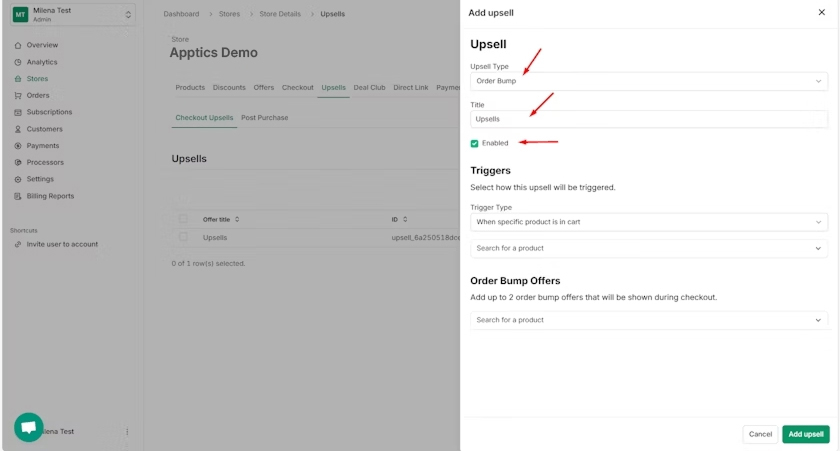 MT
Milena Test
Admin
Overview
Analytics
Stores
Orders
Subscriptions
Customers
Payments
Processors
Settings
Billing Reports
Shortcuts
Invite user to account
Test
Dashboard > Stores > Store Details > Upsells
Store
Apptics Demo
Products Discounts Offers Checkout Upsells Deal Club Direct Link
Checkout Upsells Post Purchase
Upsells
Offer title ID
Upsells
0 of 1 row(s) selected.
Add upsell
Upsell
Upsell Type
Order Bump
Title
Upsells
Enabled
Triggers
Select how this upsell will be triggered.
Trigger Type
When specific product is in cart
Search for a product
Order Bump Offers
Add up to 2 order bump offers that will be shown during checkout.
Search for a product
Cancel Add upsell